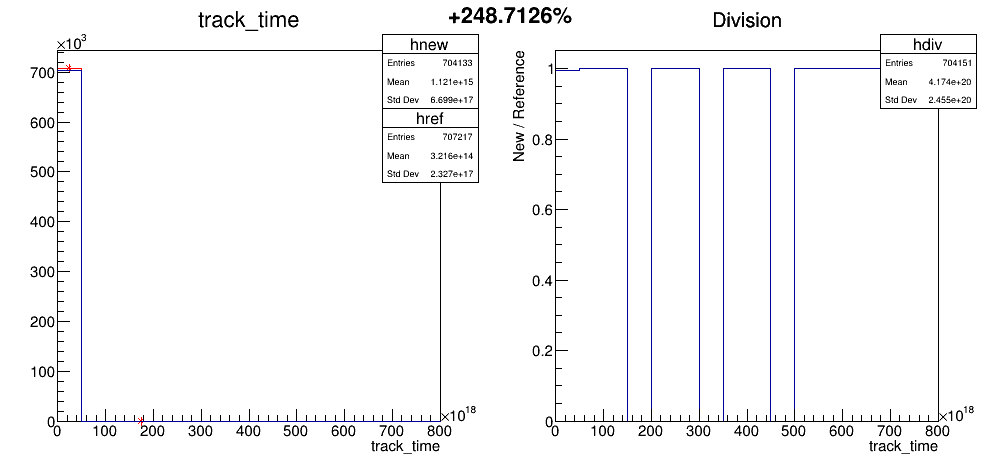 +248.7126%
track_time
×10³
hnew
Entries 704133
Mean 1.121e+15
Std Dev 6.699e+17
href
Entries 707217
Mean 3.216e+14
Std Dev 2.327e+17
700
600
500
400
300
200
100
0
0 100 200 300 400 500 600 700 800
×10¹⁸
track_time
Division
hdiv
Entries 704151
Mean 4.174e+20
Std Dev 2.455e+20
New / Reference
1
0.8
0.6
0.4
0.2
0
0 100 200 300 400 500 600 700 800
×10¹⁸
track_time